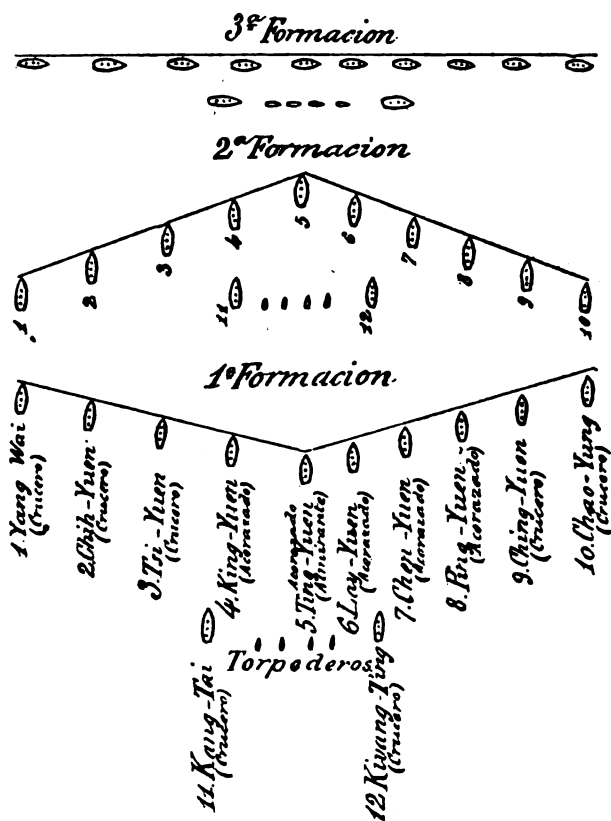 3ª Formacion
2ª Formacion
1
2
3
4
5
6
7
8
9
10
11
12
1ª Formacion.
1. Yang Wai
(Crucero)
2. Chih-Yuen
(Crucero)
3. Tsi-Yuen
(Crucero)
4. King-Yuen
(Acorazado)
Acorazado
5. Ting-Yuen
(Almirante)
6. Lay-Yuen
(Acorazado)
7. Chen-Yuen
(Acorazado)
8. Ping-Yuen
(Acorazado)
9. Ching-Yuen
(Crucero)
10. Chao-Yung
(Crucero)
Torpederos.
11. Kang-Tai
(Crucero)
12. Kiwang-Ting
(Crucero)